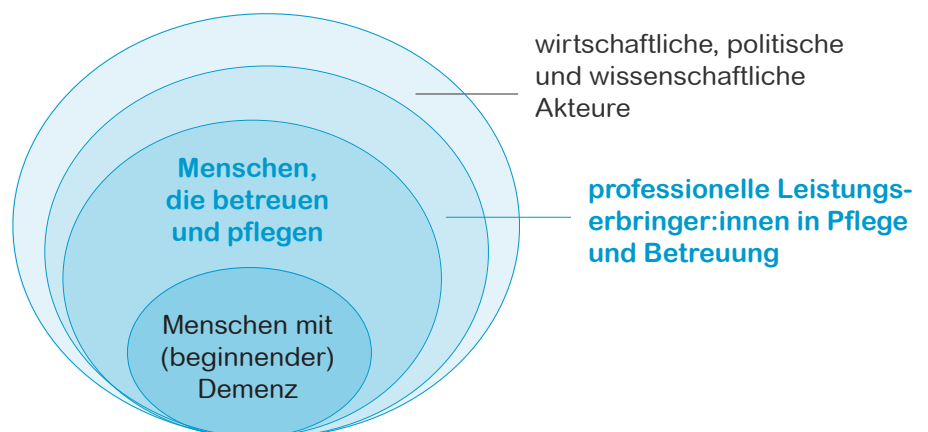 wirtschaftliche, politische
und wissenschaftliche
Akteure
Menschen,
die betreuen
und pflegen
professionelle Leistungs-
erbringer:innen in Pflege
und Betreuung
Menschen mit
(beginnender)
Demenz